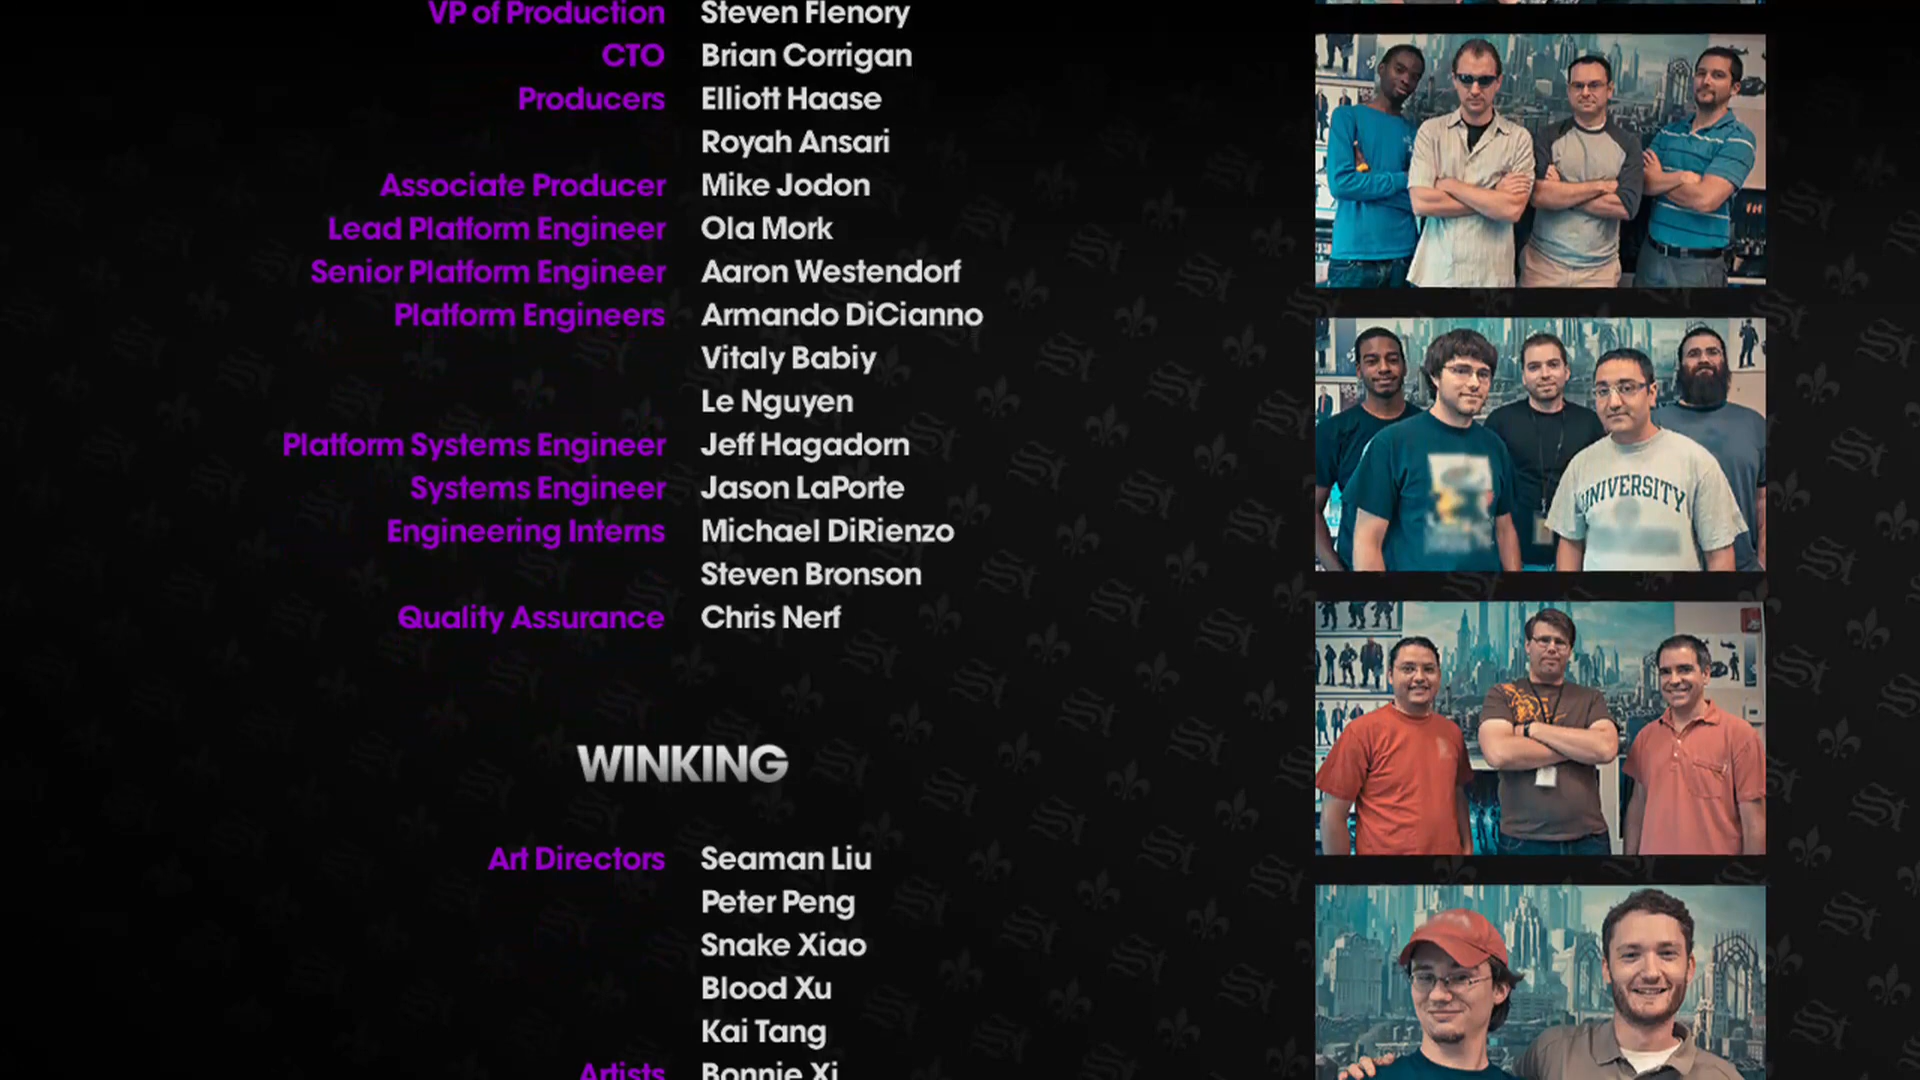 VP of Production Steven Flenory
CTO Brian Corrigan
Producers Elliott Haase
Royah Ansari
Associate Producer Mike Jodon
Lead Platform Engineer Ola Mork
Senior Platform Engineer Aaron Westendorf
Platform Engineers Armando DiCianno
Vitaly Babiy
Le Nguyen
Platform Systems Engineer Jeff Hagadorn
Systems Engineer Jason LaPorte
Engineering Interns Michael DiRienzo
Steven Bronson
Quality Assurance Chris Nerf
WINKING
Art Directors Seaman Liu
Peter Peng
Snake Xiao
Blood Xu
Kai Tang
Artists Bonnie Xi
UNIVERSITY